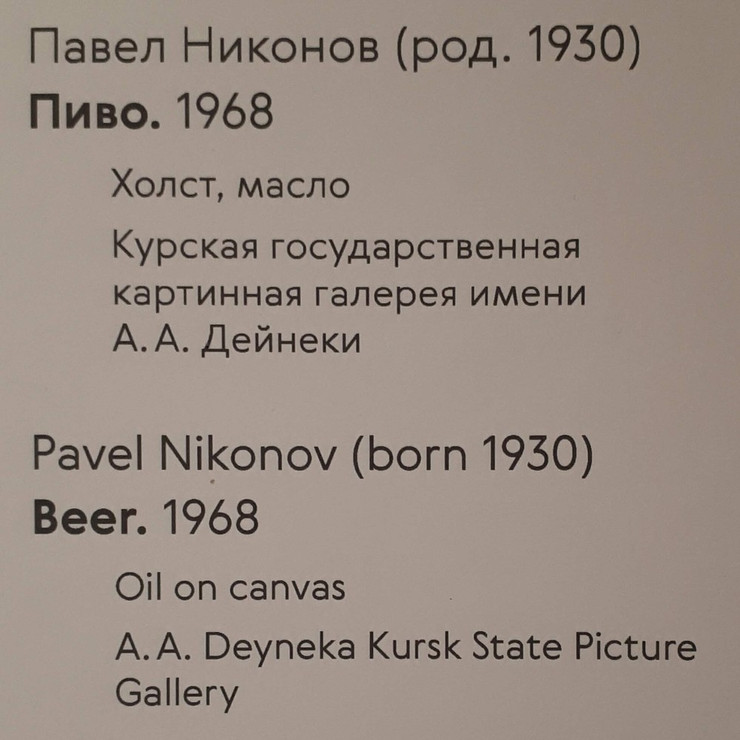 Павел Никонов (род. 1930)
Пиво. 1968
Холст, масло
Курская государственная
картинная галерея имени
А. А. Дейнеки
Pavel Nikonov (born 1930)
Beer. 1968
Oil on canvas
A. A. Deyneka Kursk State Picture
Gallery